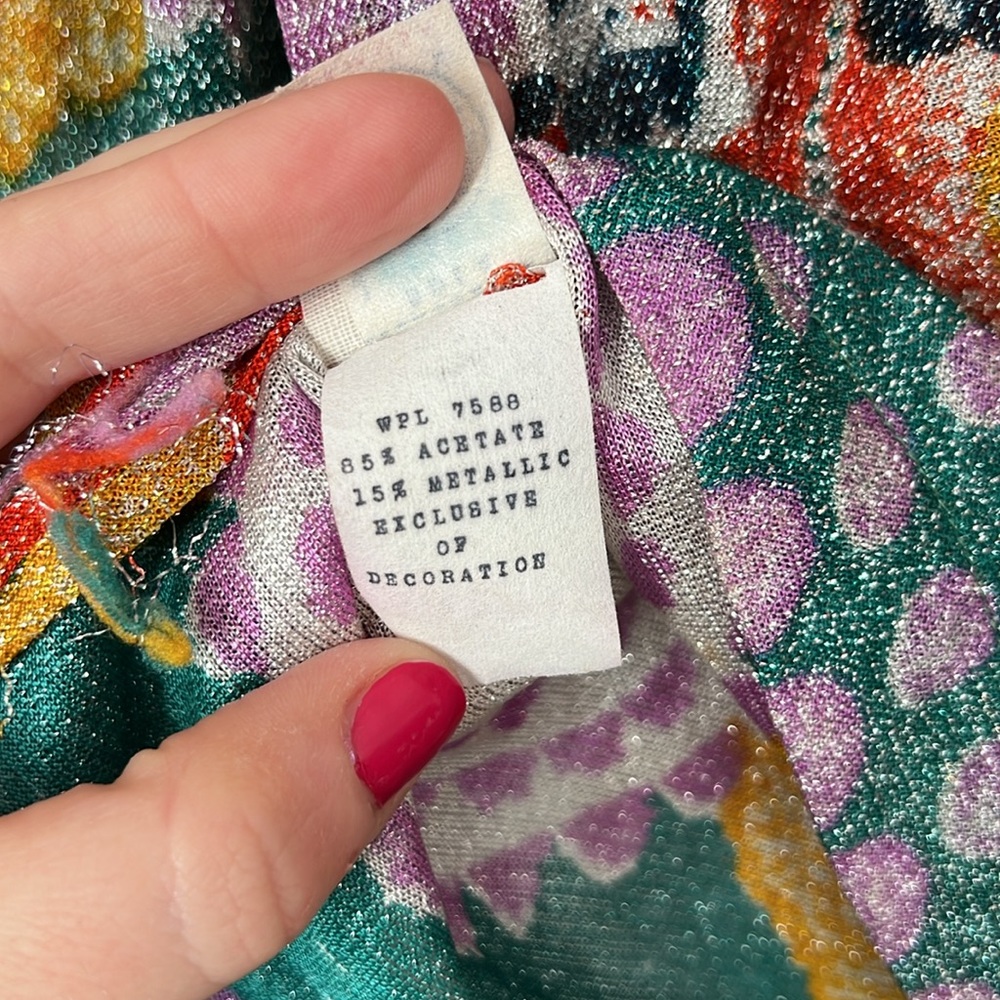 WPL 7588
85% ACETATE
15% METALLIC
EXCLUSIVE
OF
DECORATION